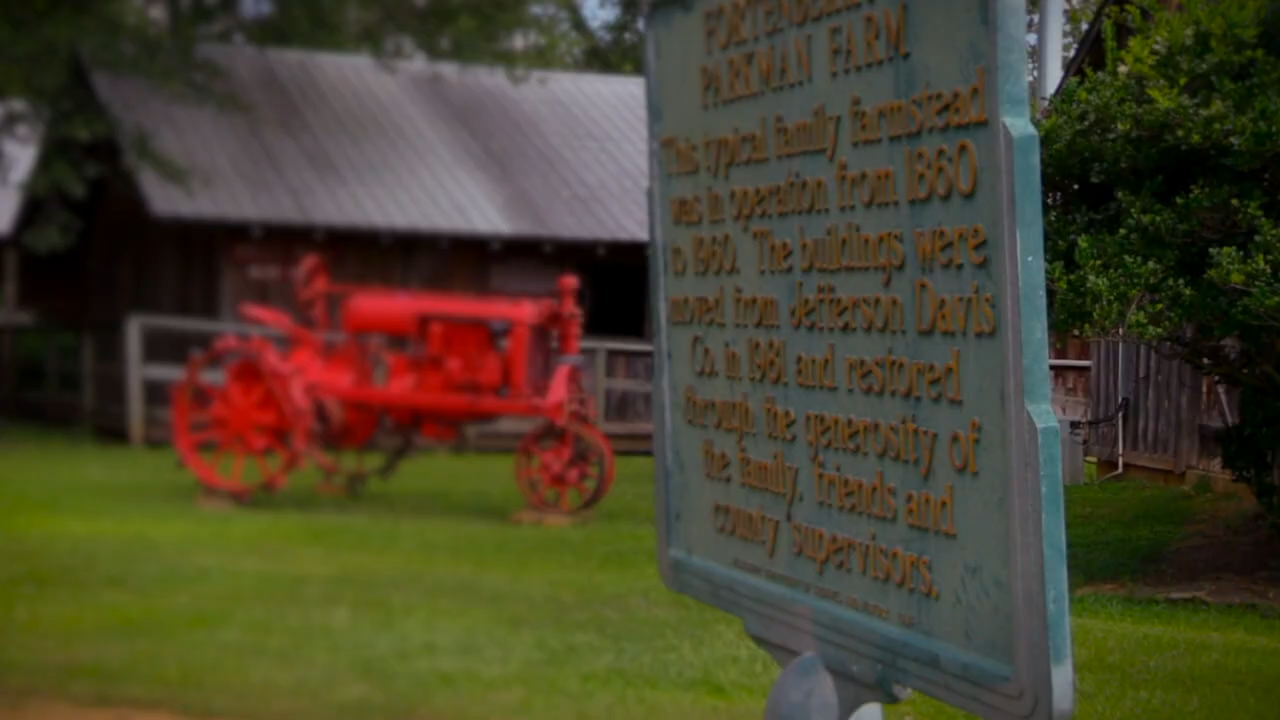 FORTENBERRY
PARKMAN FARM
This typical family farmstead
was in operation from 1860
to 1960. The buildings were
moved from Jefferson Davis
Co. in 1981 and restored
through the generosity of
the family, friends and
county supervisors.